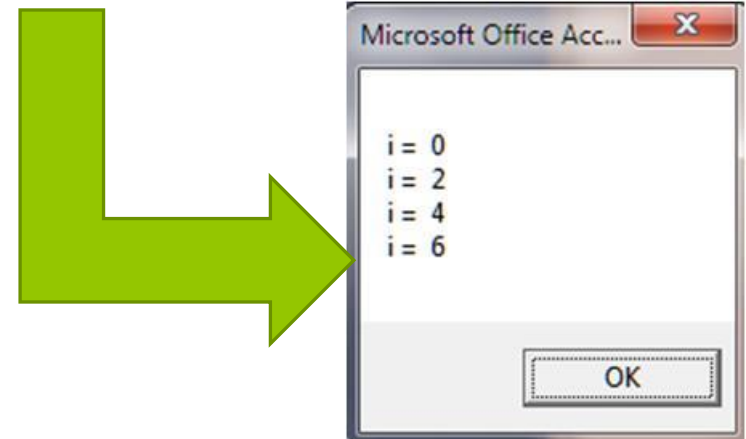 Microsoft Office Acc...
i = 0
i = 2
i = 4
i = 6
OK